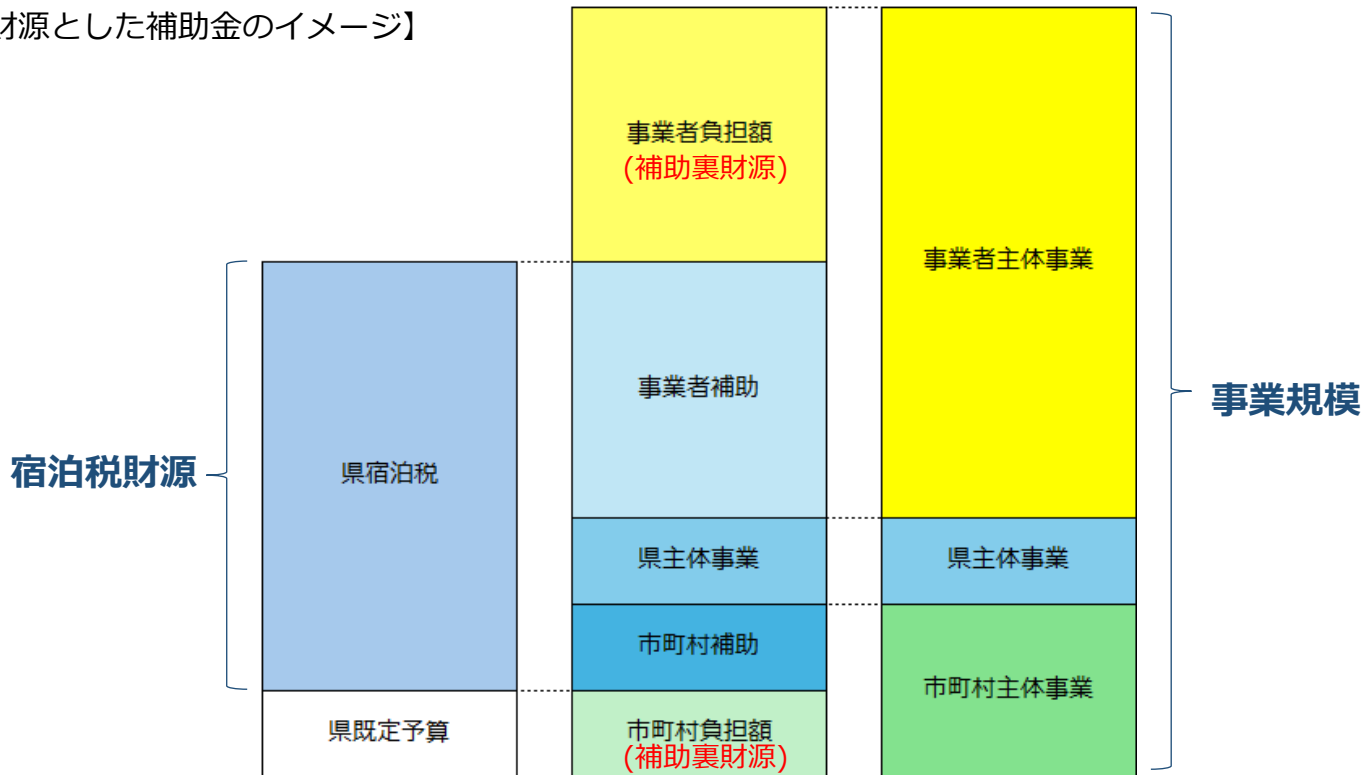 財源とした補助金のイメージ】
事業者負担額
(補助裏財源)
事業者主体事業
事業者補助
事業規模
宿泊税財源
県宿泊税
県主体事業
県主体事業
市町村補助
市町村主体事業
県既定予算
市町村負担額
(補助裏財源)